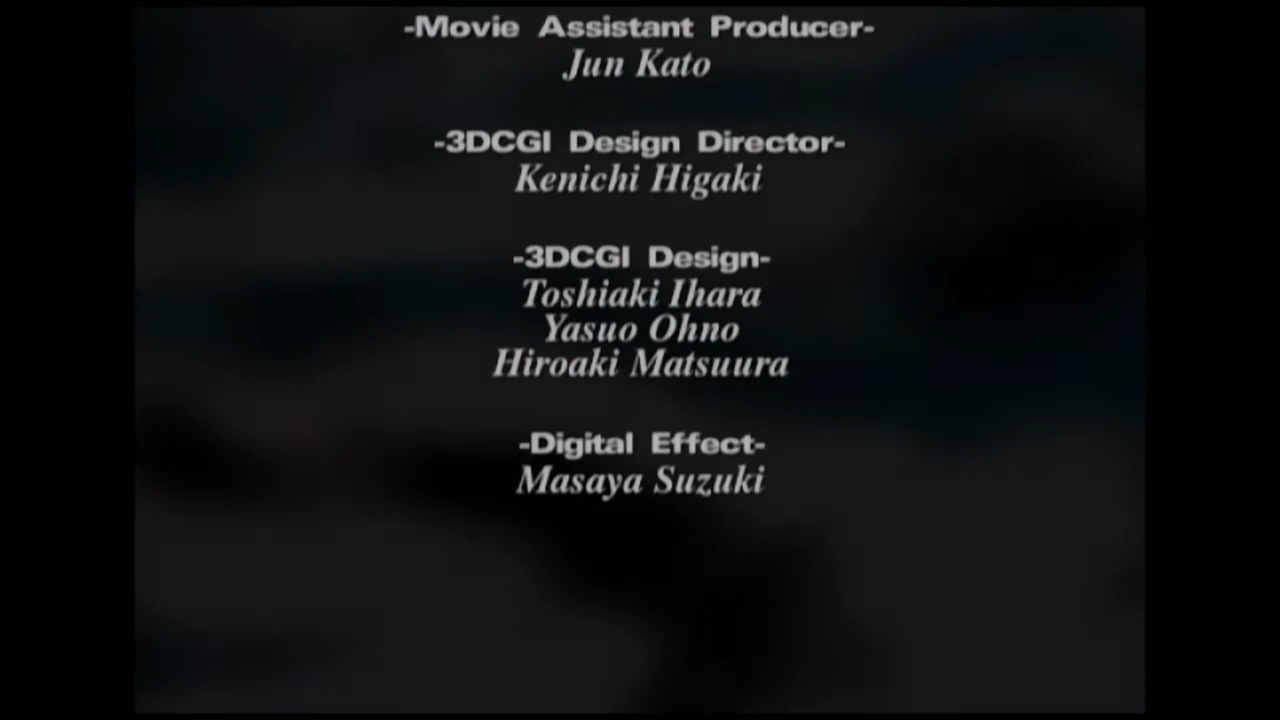 -Movie Assistant Producer-
Jun Kato
-3DCGI Design Director-
Kenichi Higaki
-3DCGI Design-
Toshiaki Ihara
Yasuo Ohno
Hiroaki Matsuura
-Digital Effect-
Masaya Suzuki